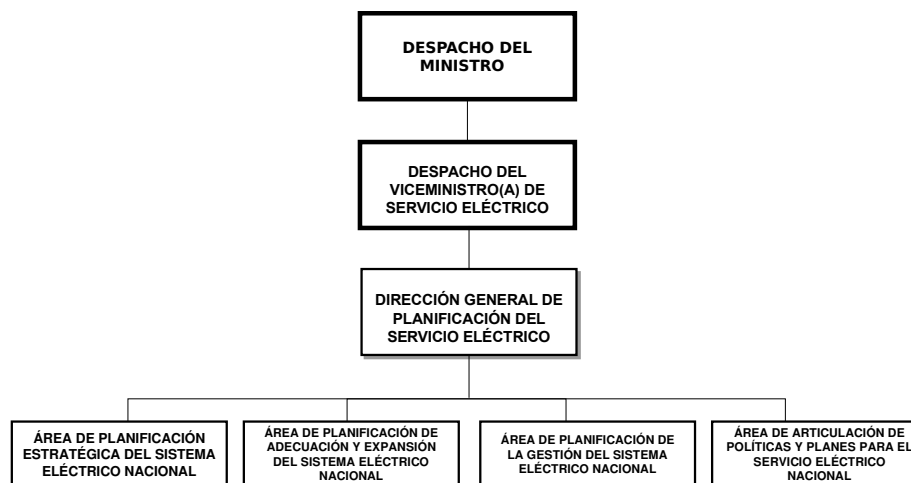 DESPACHO DEL
MINISTRO
DESPACHO DEL
VICEMINISTRO(A) DE
SERVICIO ELÉCTRICO
DIRECCIÓN GENERAL DE
PLANIFICACIÓN DEL
SERVICIO ELÉCTRICO
ÁREA DE PLANIFICACIÓN
ESTRATÉGICA DEL SISTEMA
ELÉCTRICO NACIONAL
ÁREA DE PLANIFICACIÓN DE
ADECUACIÓN Y EXPANSIÓN
DEL SISTEMA ELÉCTRICO
NACIONAL
ÁREA DE PLANIFICACIÓN DE
LA GESTIÓN DEL SISTEMA
ELÉCTRICO NACIONAL
ÁREA DE ARTICULACIÓN DE
POLÍTICAS Y PLANES PARA EL
SERVICIO ELÉCTRICO
NACIONAL